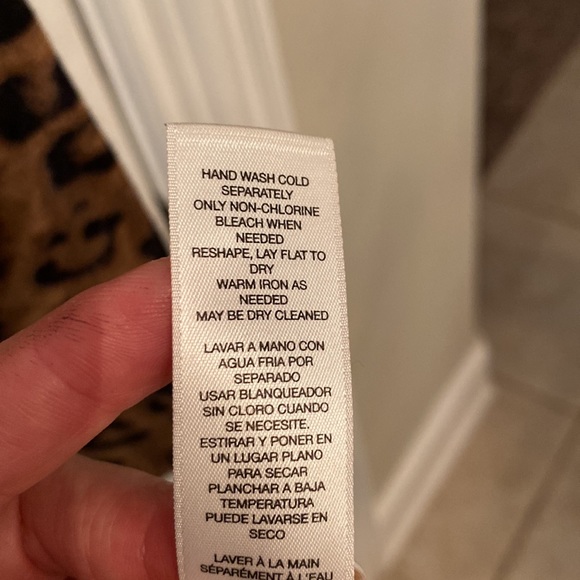 HAND WASH COLD
SEPARATELY
ONLY NON-CHLORINE
BLEACH WHEN
NEEDED
RESHAPE, LAY FLAT TO
DRY
WARM IRON AS
NEEDED
MAY BE DRY CLEANED
LAVAR A MANO CON
AGUA FRIA POR
SEPARADO
USAR BLANQUEADOR
SIN CLORO CUANDO
SE NECESITE.
ESTIRAR Y PONER EN
UN LUGAR PLANO
PARA SECAR
PLANCHAR A BAJA
TEMPERATURA
PUEDE LAVARSE EN
SECO
LAVER À LA MAIN
SÉPARÉMENT À L'EAU